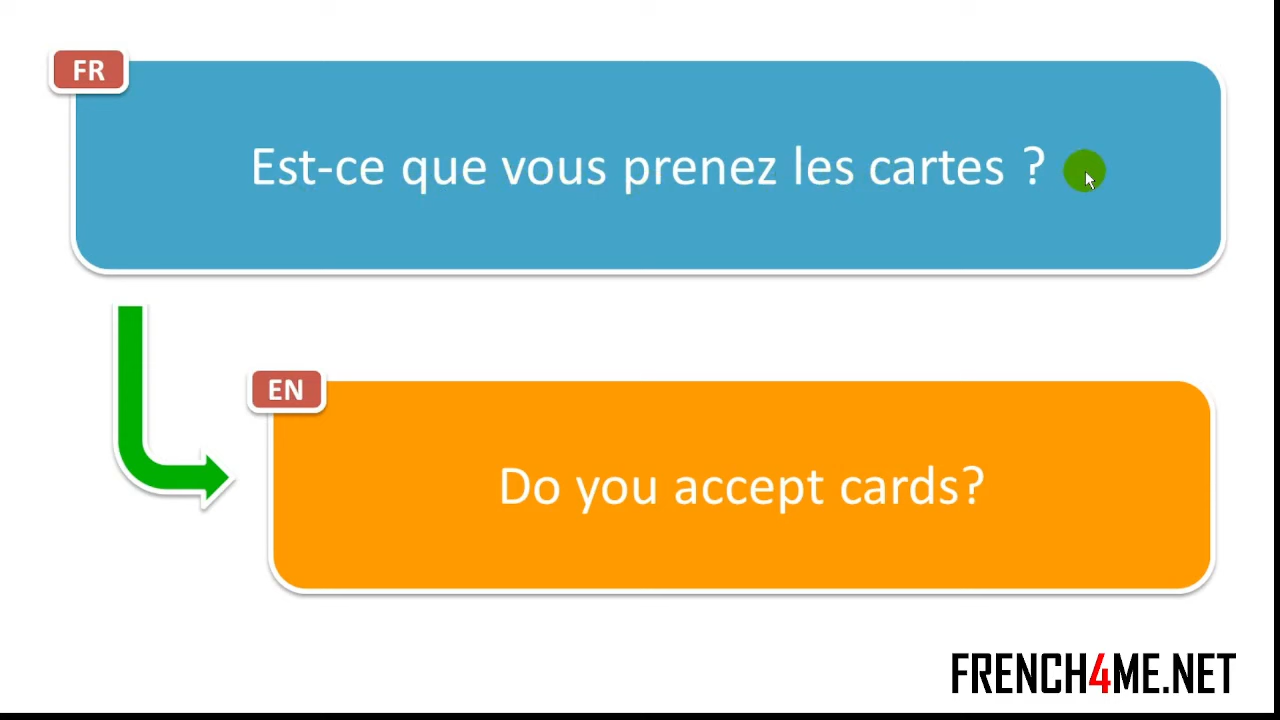 FR
Est-ce que vous prenez les cartes ?
EN
Do you accept cards?
FRENCH4ME.NET